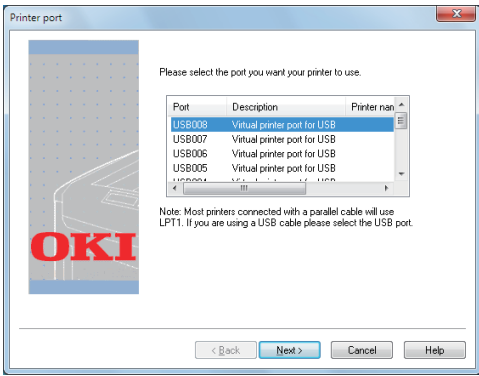 Printer port
Please select the port you want your printer to use.
Port Description Printer nan
USB008 Virtual printer port for USB
USB007 Virtual printer port for USB
USB006 Virtual printer port for USB
USB005 Virtual printer port for USB
Note: Most printers connected with a parallel cable will use
LPT1. If you are using a USB cable please select the USB port.
OKI
< Back Next > Cancel Help